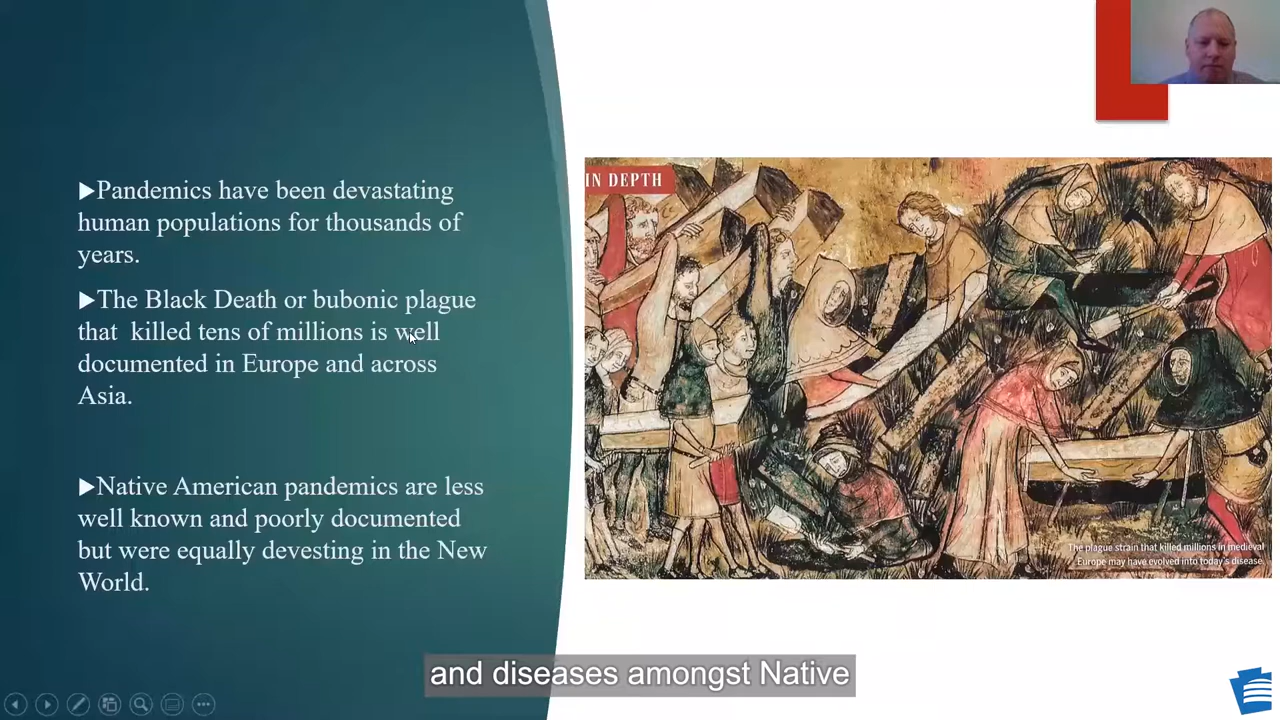 ▶Pandemics have been devastating
human populations for thousands of
years.
▶The Black Death or bubonic plague
that  killed tens of millions is well
documented in Europe and across
Asia.
▶Native American pandemics are less
well known and poorly documented
but were equally devesting in the New
World.
IN DEPTH
The plague strain that killed millions in medieval
Europe may have evolved into today's disease.
and diseases amongst Native